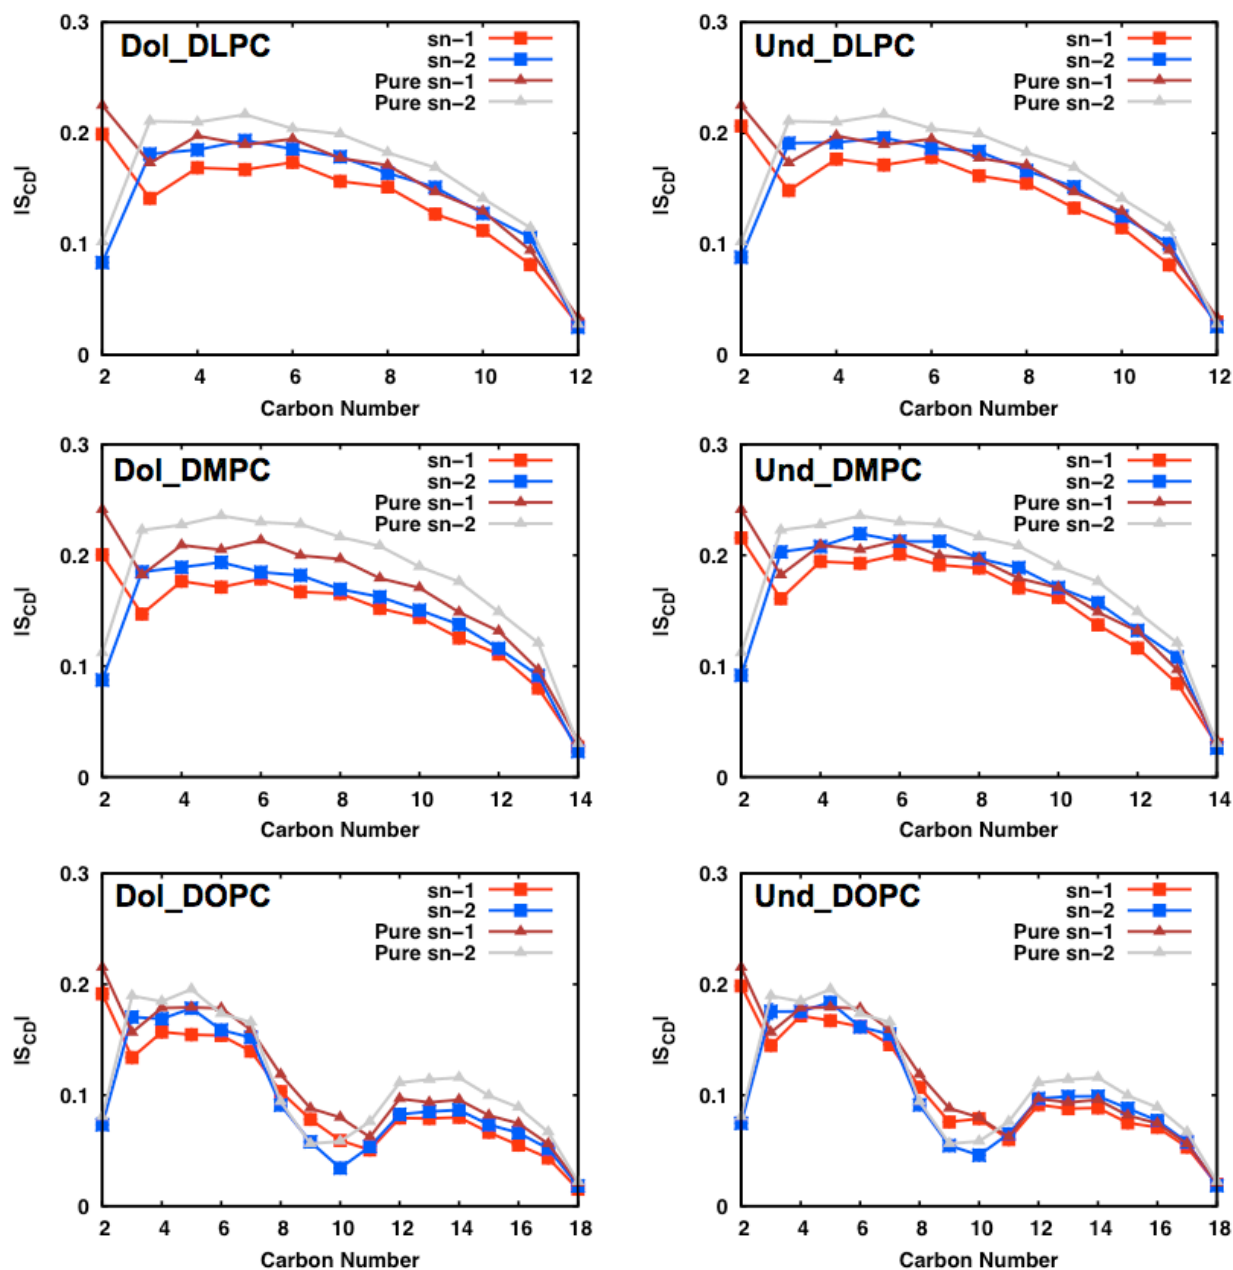 Dol_DLPC
sn-1
sn-2
Pure sn-1
Pure sn-2
0.3
0.2
0.1
0
|S_CD|
2 4 6 8 10 12
Carbon Number
Und_DLPC
sn-1
sn-2
Pure sn-1
Pure sn-2
0.3
0.2
0.1
0
|S_CD|
2 4 6 8 10 12
Carbon Number
Dol_DMPC
sn-1
sn-2
Pure sn-1
Pure sn-2
0.3
0.2
0.1
0
|S_CD|
2 4 6 8 10 12 14
Carbon Number
Und_DMPC
sn-1
sn-2
Pure sn-1
Pure sn-2
0.3
0.2
0.1
0
|S_CD|
2 4 6 8 10 12 14
Carbon Number
Dol_DOPC
sn-1
sn-2
Pure sn-1
Pure sn-2
0.3
0.2
0.1
0
|S_CD|
2 4 6 8 10 12 14 16 18
Carbon Number
Und_DOPC
sn-1
sn-2
Pure sn-1
Pure sn-2
0.3
0.2
0.1
0
|S_CD|
2 4 6 8 10 12 14 16 18
Carbon Number